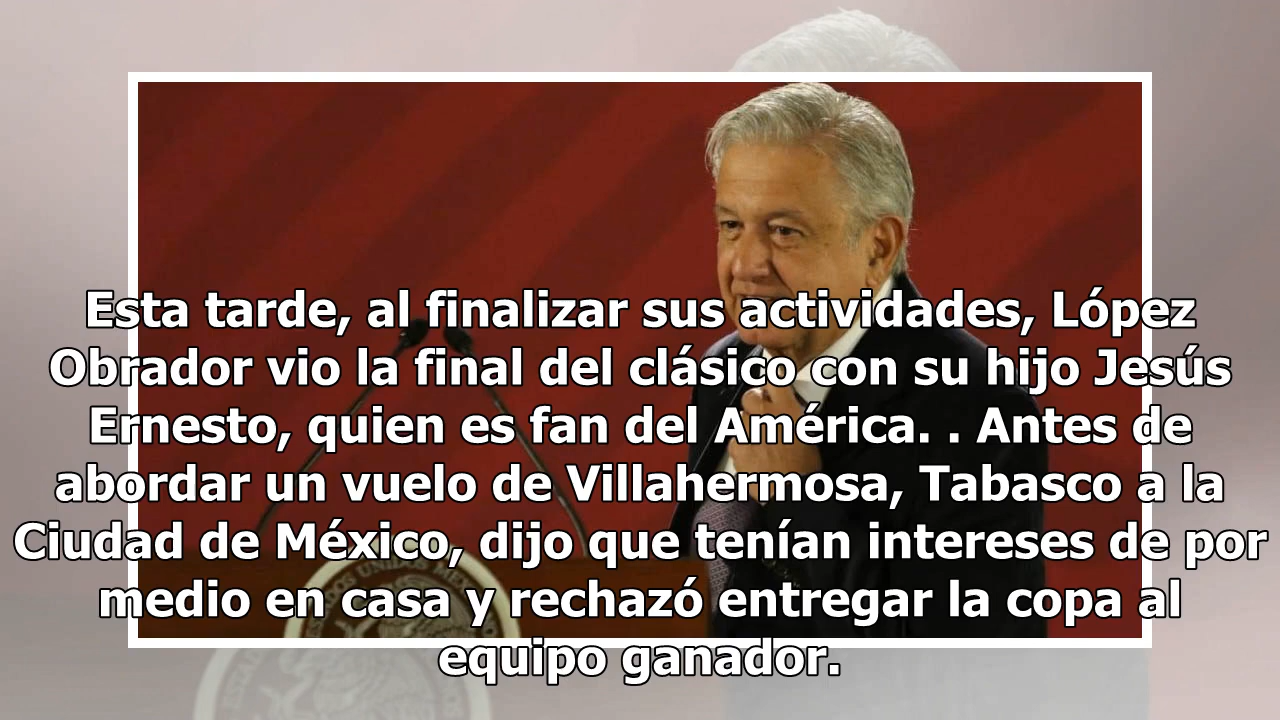 Esta tarde, al finalizar sus actividades, López
Obrador vio la final del clásico con su hijo Jesús
Ernesto, quien es fan del América. . Antes de
abordar un vuelo de Villahermosa, Tabasco a la
Ciudad de México, dijo que tenían intereses de por
medio en casa y rechazó entregar la copa al
equipo ganador.